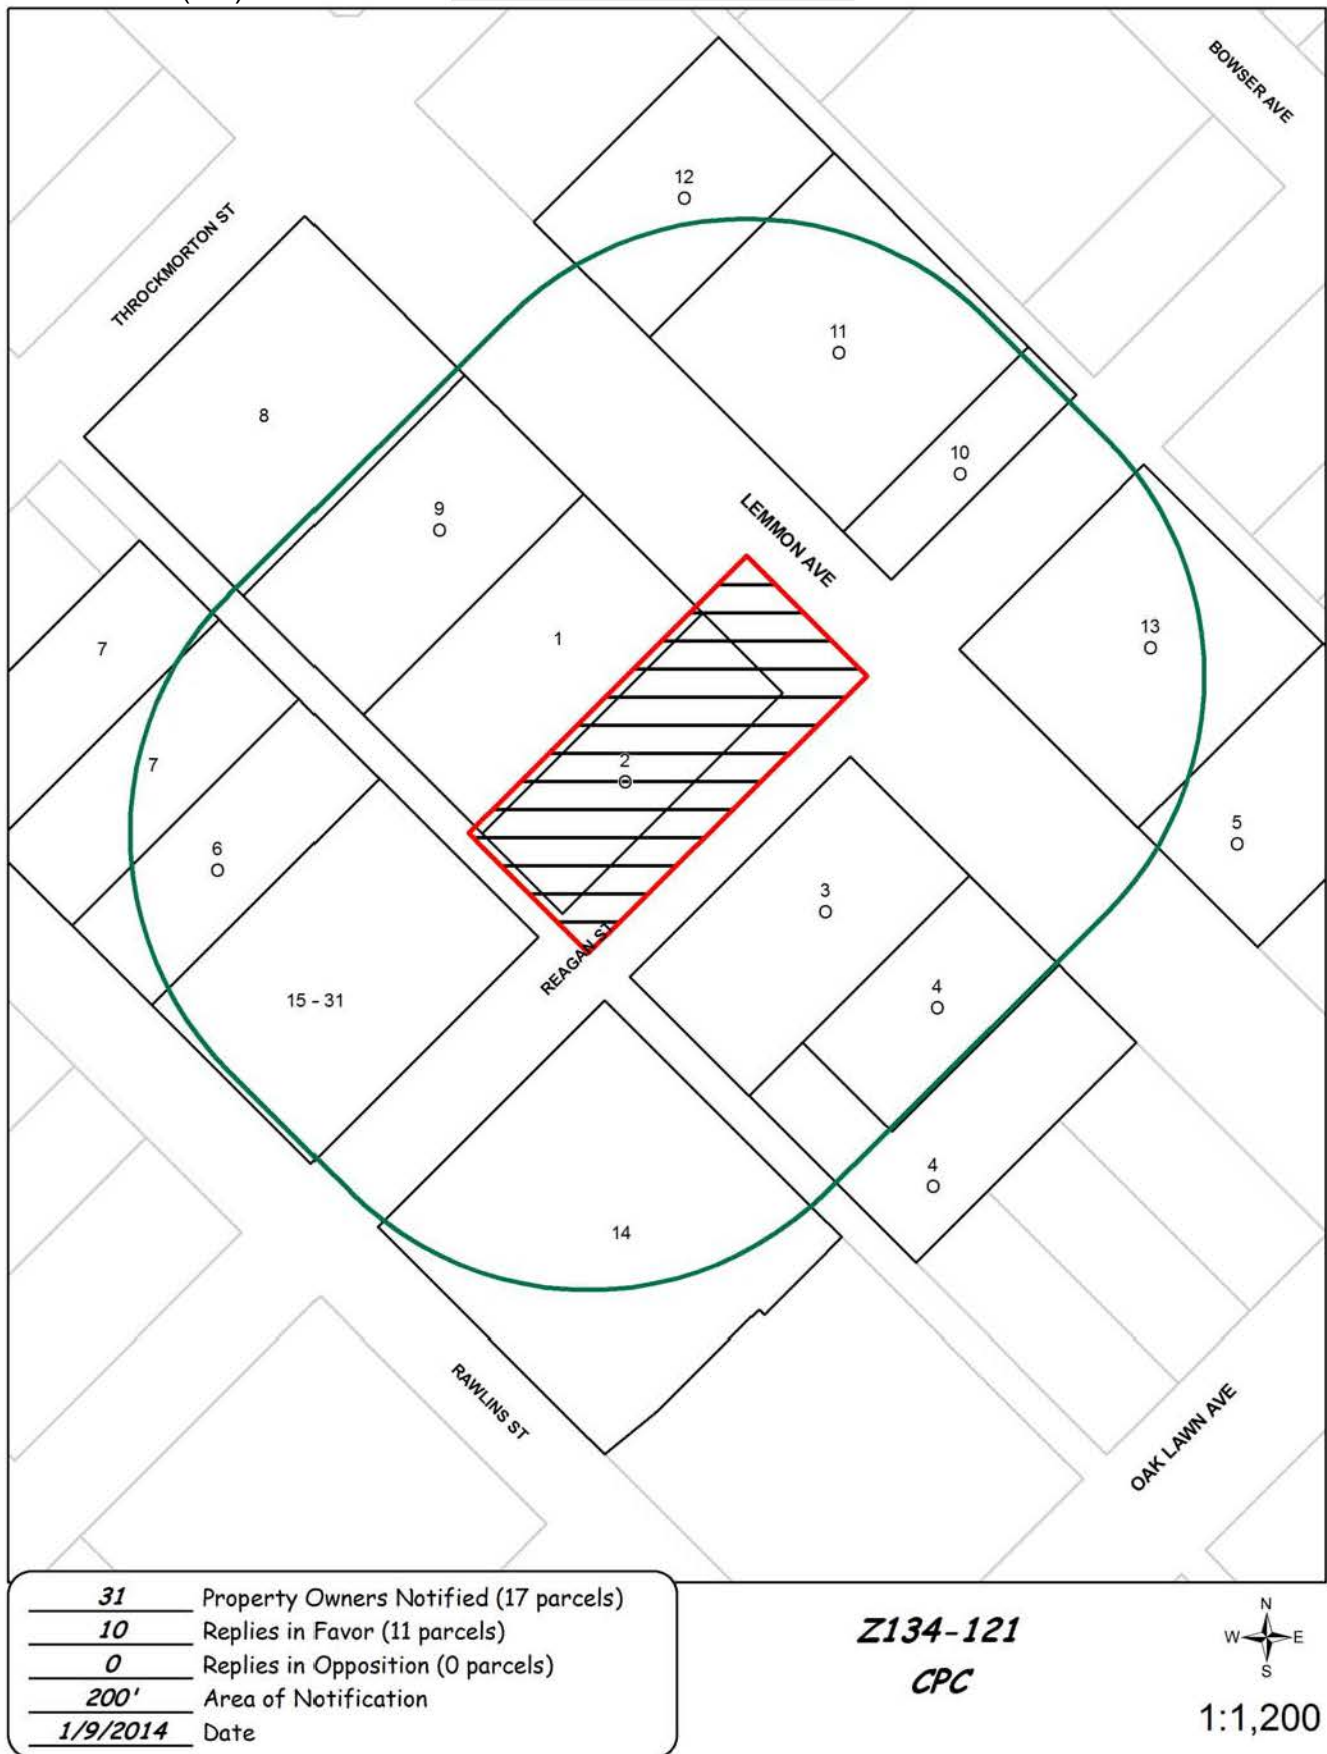 BOWSER AVE
12
THROCKMORTON ST
11
8
10
9
LEMMON AVE
13
1
7
2
7
5
6
3
REAGAN ST
4
15 - 31
4
14
RAWLINS ST
OAK LAWN AVE
31 Property Owners Notified (17 parcels)
10 Replies in Favor (11 parcels)
0 Replies in Opposition (0 parcels)
200' Area of Notification
1/9/2014 Date
Z134-121
CPC
N
W E
S
1:1,200